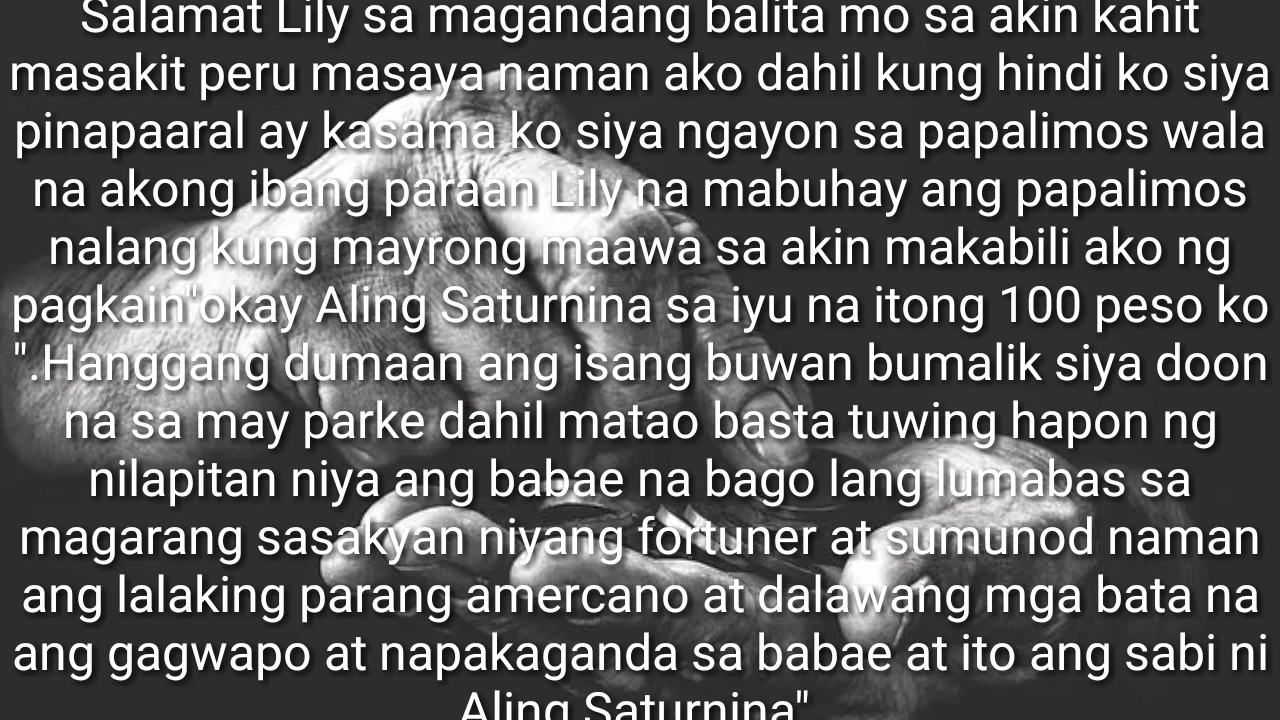 Salamat Lily sa magandang balita mo sa akin kahit
masakit peru masaya naman ako dahil kung hindi ko siya
pinapaaral ay kasama ko siya ngayon sa papalimos wala
na akong ibang paraan Lily na mabuhay ang papalimos
nalang kung mayrong maawa sa akin makabili ako ng
pagkain"okay Aling Saturnina sa iyu na itong 100 peso ko
".Hanggang dumaan ang isang buwan bumalik siya doon
na sa may parke dahil matao basta tuwing hapon ng
nilapitan niya ang babae na bago lang lumabas sa
magarang sasakyan niyang fortuner at sumunod naman
ang lalaking parang amercano at dalawang mga bata na
ang gagwapo at napakaganda sa babae at ito ang sabi ni
Aling Saturnina"